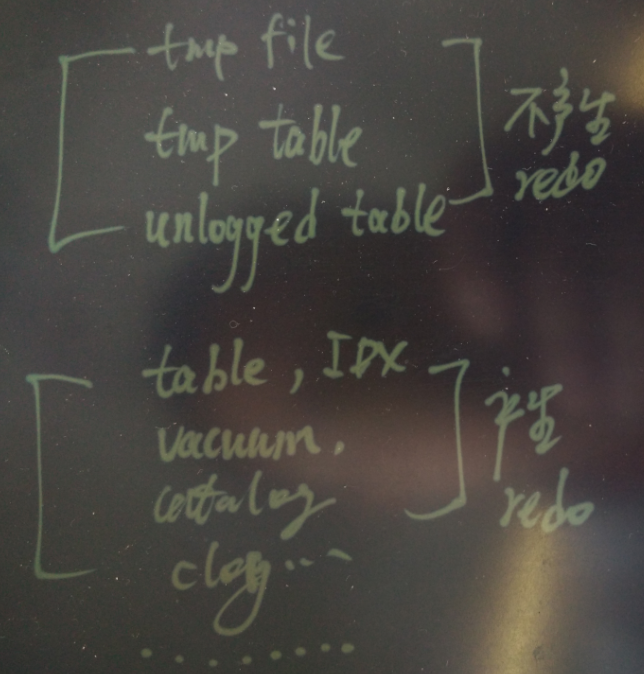 tmp file
tmp table
unlogged table
不产生
redo
table, IDX
vacuum.
catalog
clog...
产生
redo
.......